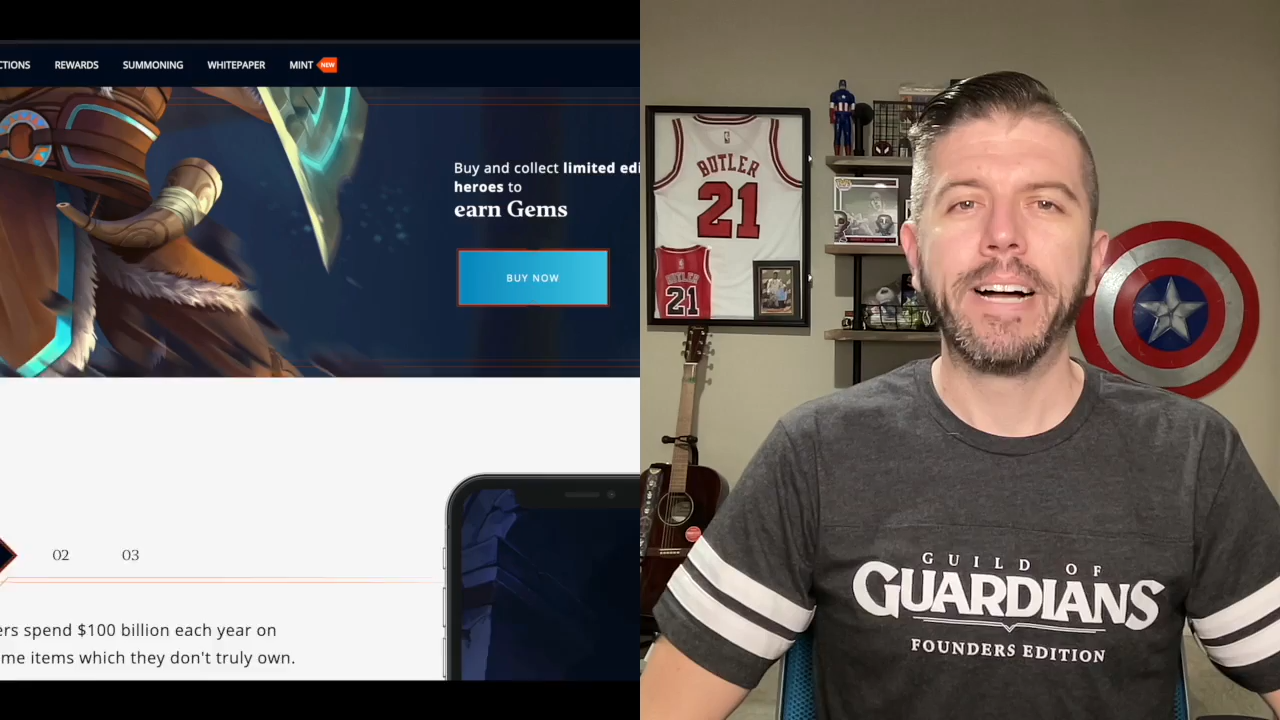 CTIONS REWARDS SUMMONING WHITEPAPER MINT NEW
Buy and collect limited edi
heroes to
earn Gems
BUY NOW
02 03
ers spend $100 billion each year on
me items which they don't truly own.
BUTLER
21
BUTLER
21
GUILD OF
GUARDIANS
FOUNDERS EDITION